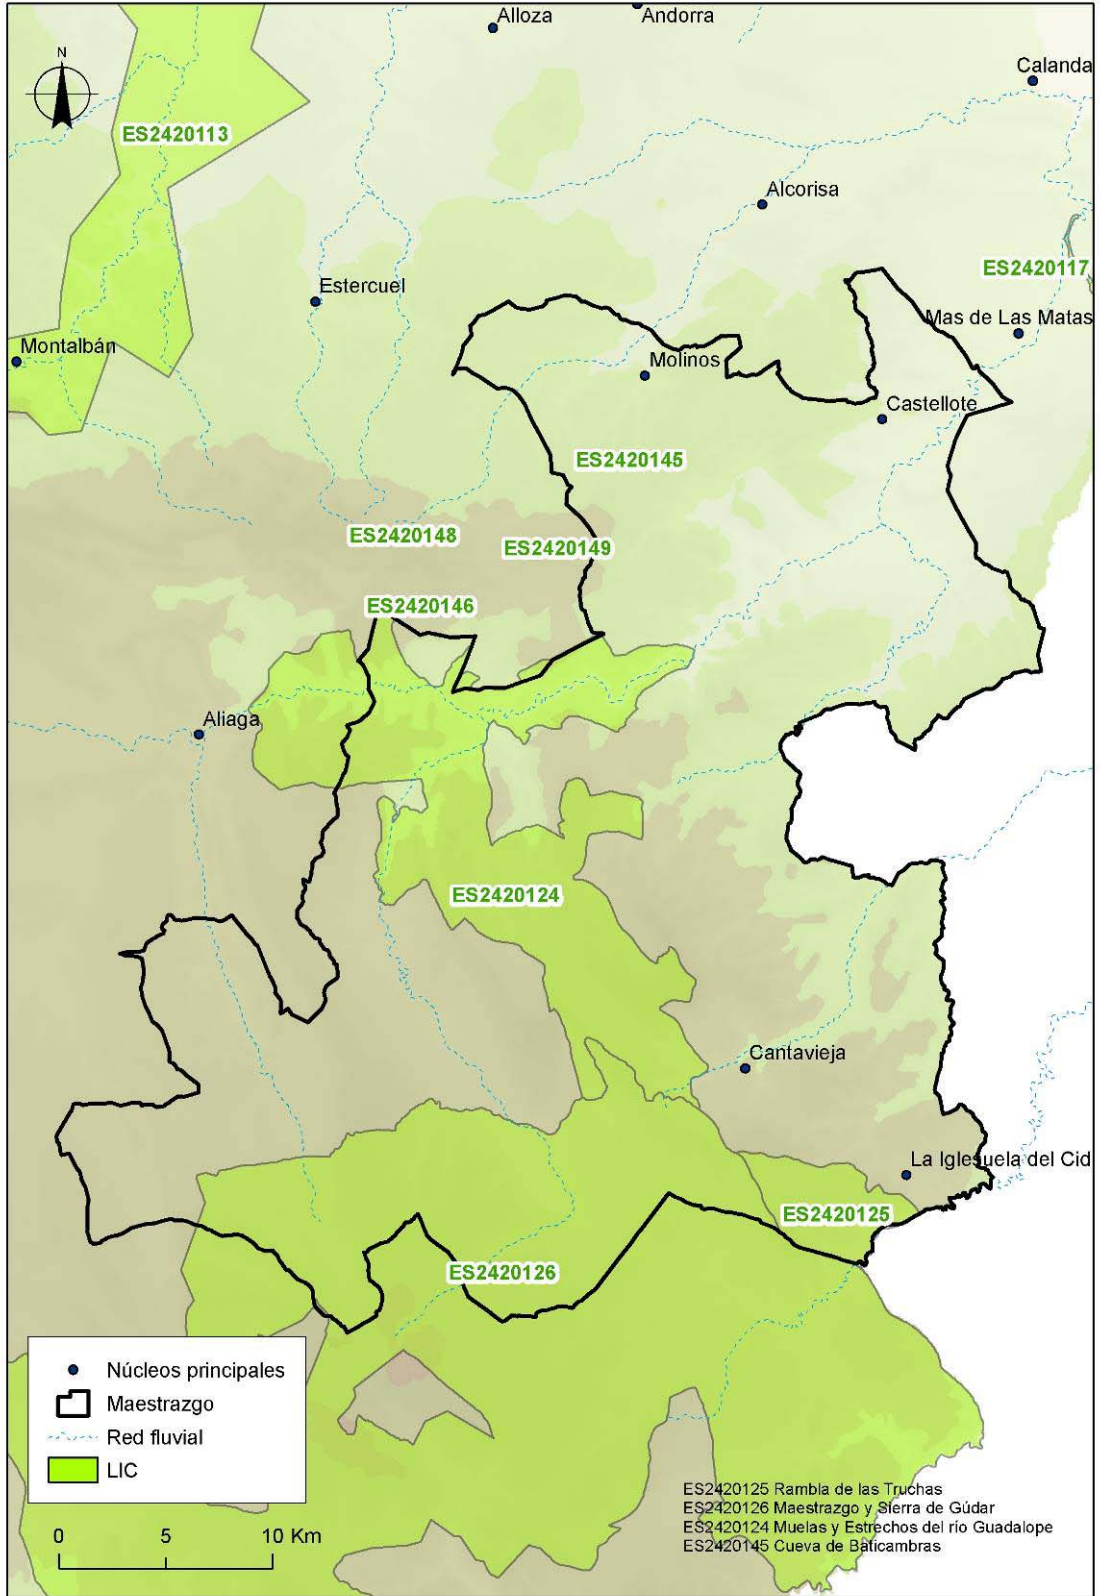 Alloza
Andorra
N
Calanda
ES2420113
Alcorisa
ES2420117
Estercuel
Mas de Las Matas
Montalbán
Molinos
Castellote
ES2420145
ES2420148
ES2420149
ES2420146
Aliaga
ES2420124
Cantavieja
La Iglesuela del Cid
ES2420125
ES2420126
Núcleos principales
Maestrazgo
Red fluvial
LIC
0 5 10 Km
ES2420125 Rambla de las Truchas
ES2420126 Maestrazgo y Sierra de Gúdar
ES2420124 Muelas y Estrechos del río Guadalope
ES2420145 Cueva de Baticambras